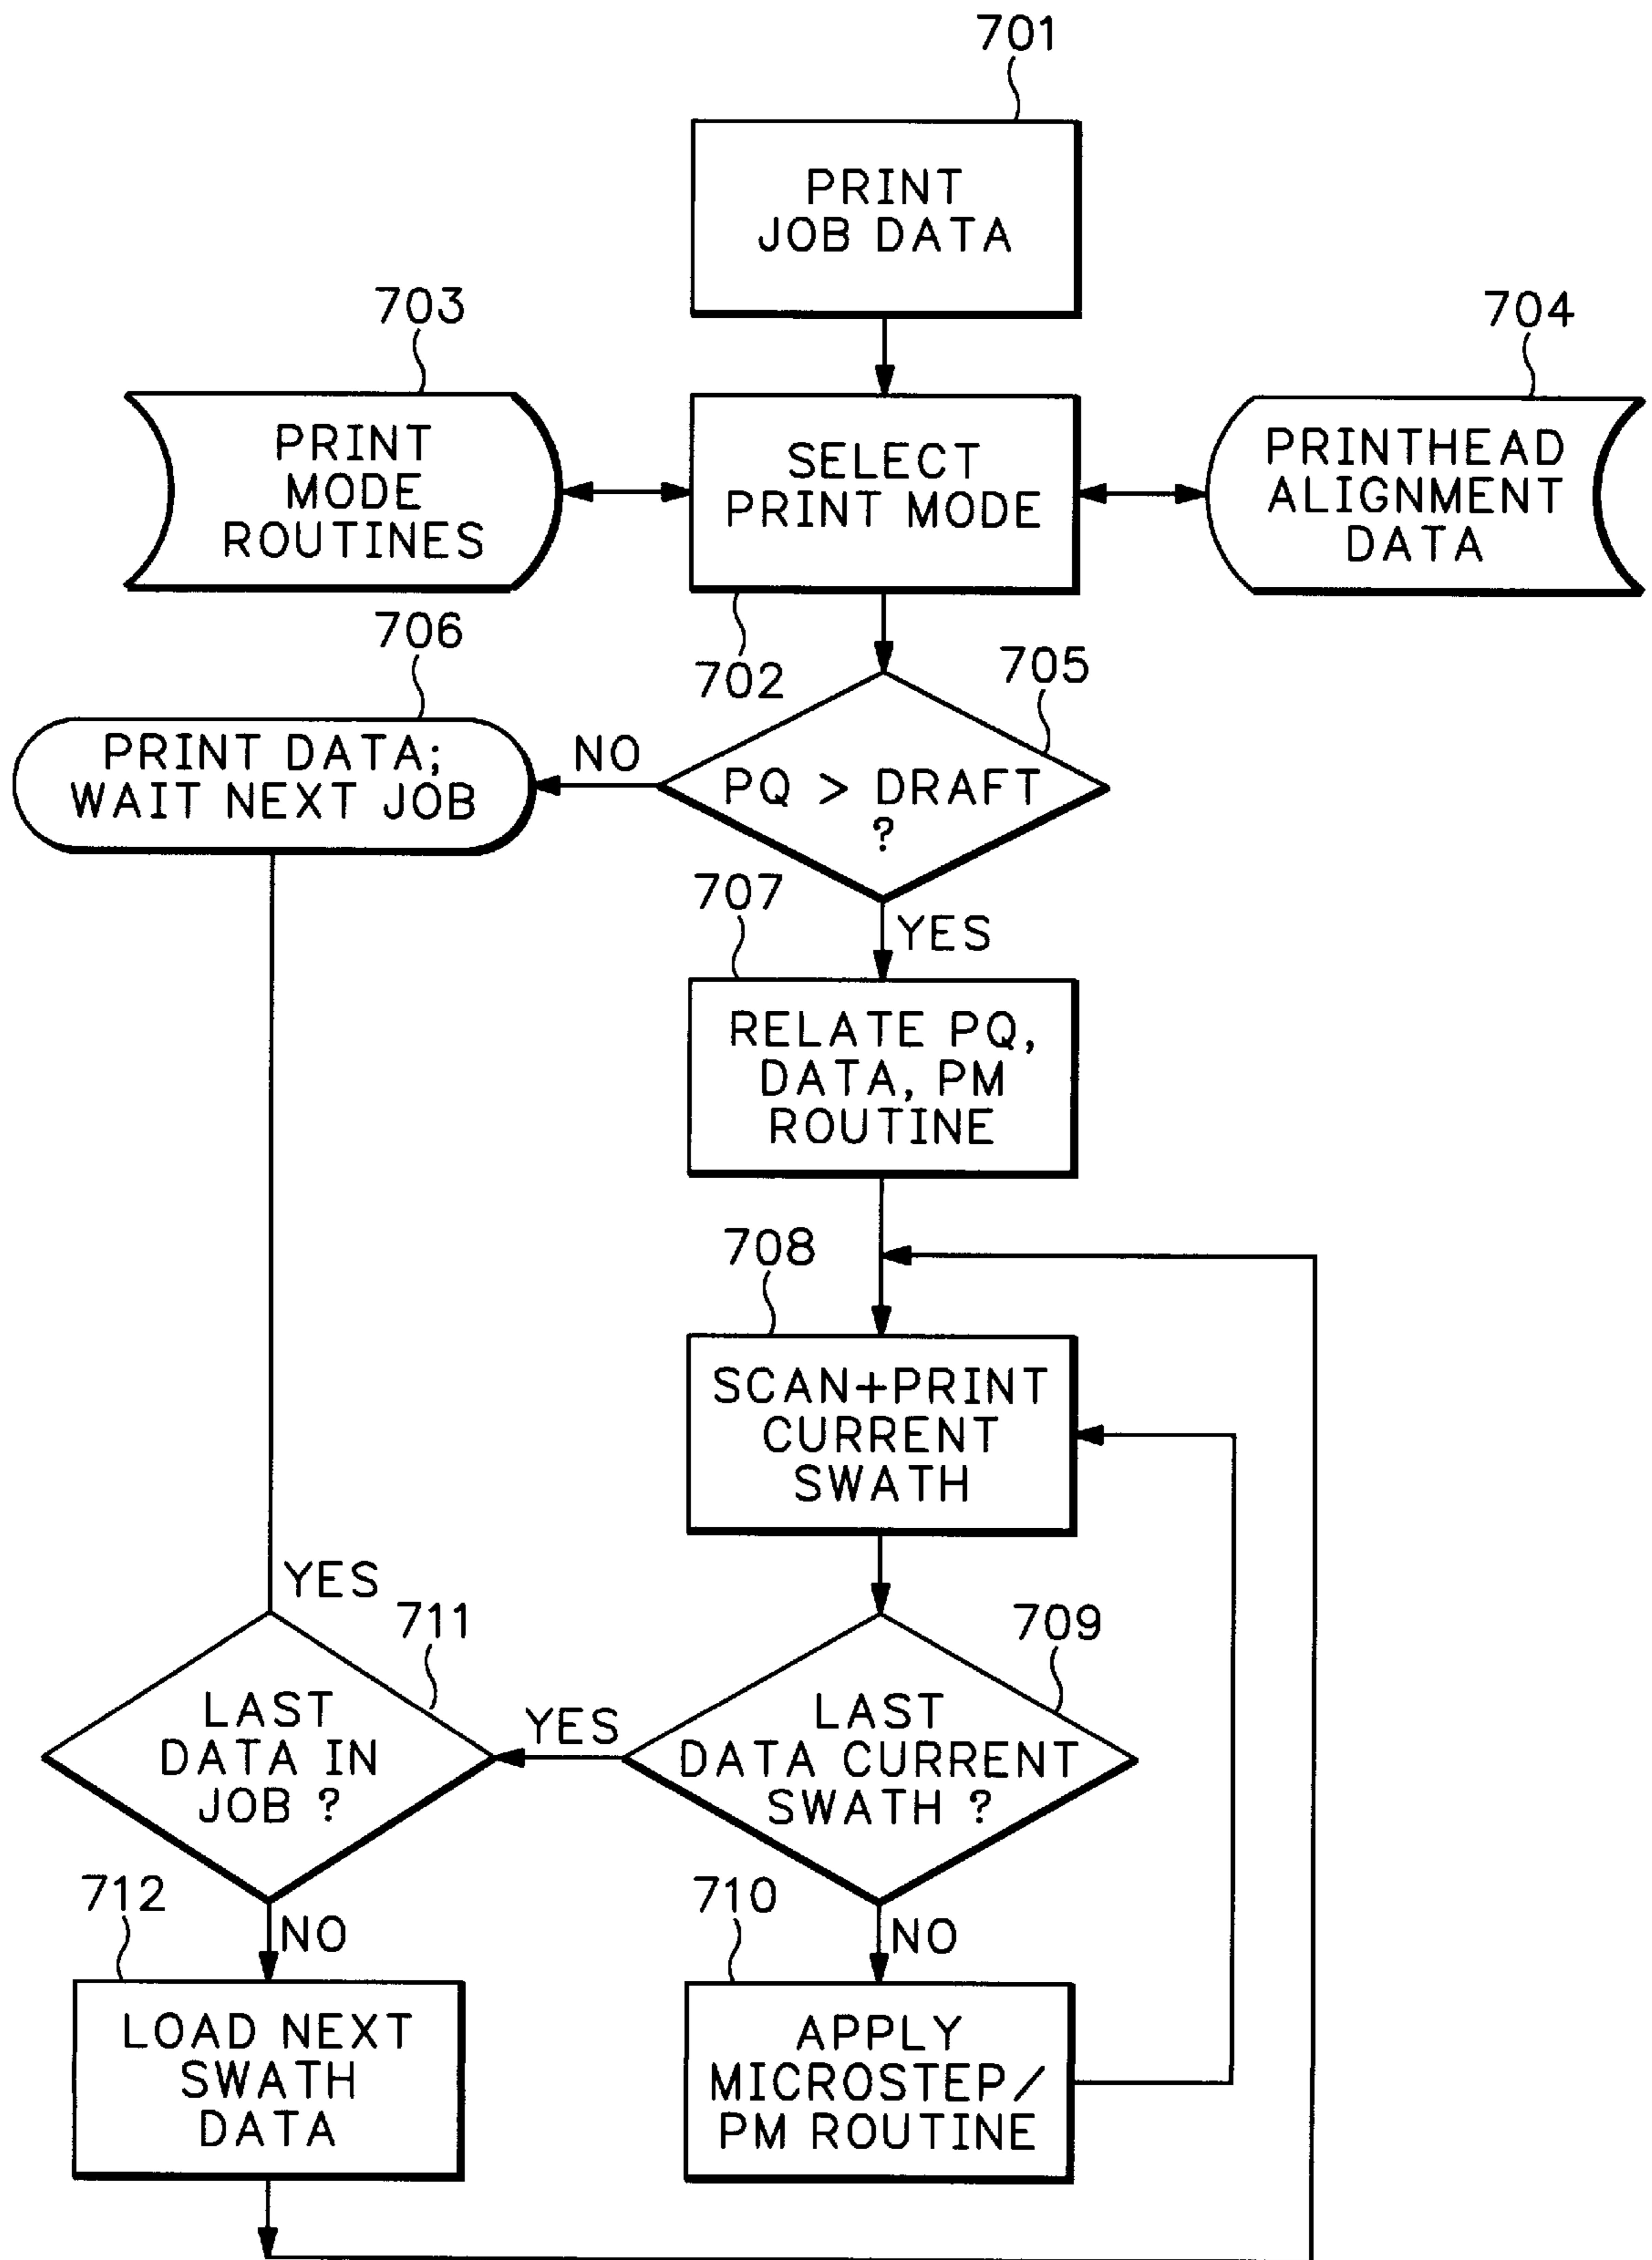 701
PRINT
JOB DATA
703
704
PRINT
MODE
ROUTINES
SELECT
PRINT MODE
PRINTHEAD
ALIGNMENT
DATA
706
702
705
PRINT DATA;
WAIT NEXT JOB
NO
PQ > DRAFT
?
707
YES
RELATE PQ,
DATA, PM
ROUTINE
708
SCAN+PRINT
CURRENT
SWATH
YES
711
709
LAST
DATA IN
JOB ?
YES
LAST
DATA CURRENT
SWATH ?
712
710
NO
NO
LOAD NEXT
SWATH
DATA
APPLY
MICROSTEP/
PM ROUTINE